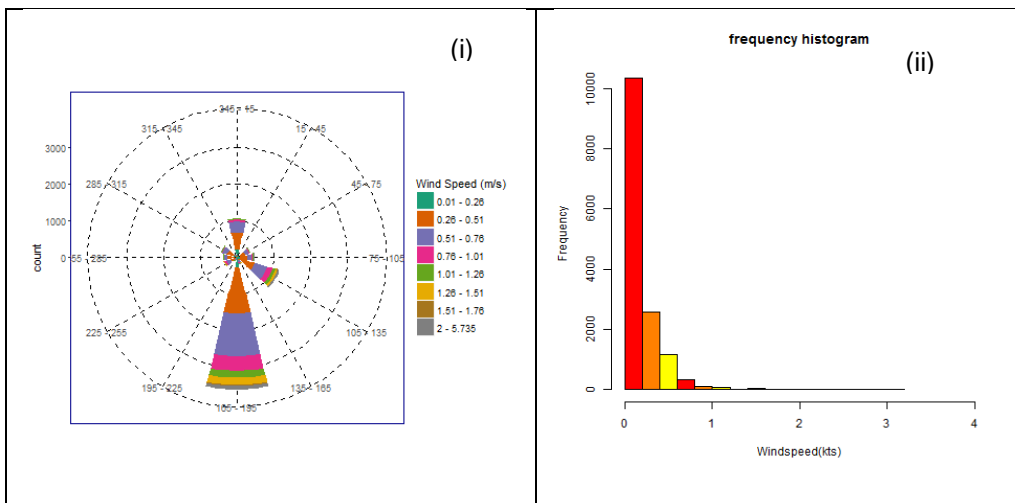 (i)
345 - 15
315 - 345
15 - 45
3000
285 - 315
45 - 75
2000
1000
0
55 - 285
75 - 105
count
225 - 255
105 - 135
195 - 225
135 - 165
165 - 195
Wind Speed (m/s)
0.01 - 0.26
0.26 - 0.51
0.51 - 0.76
0.76 - 1.01
1.01 - 1.26
1.26 - 1.51
1.51 - 1.76
2 - 5.735
frequency histogram
(ii)
10000
8000
6000
4000
2000
0
Frequency
0 1 2 3 4
Windspeed(kts)